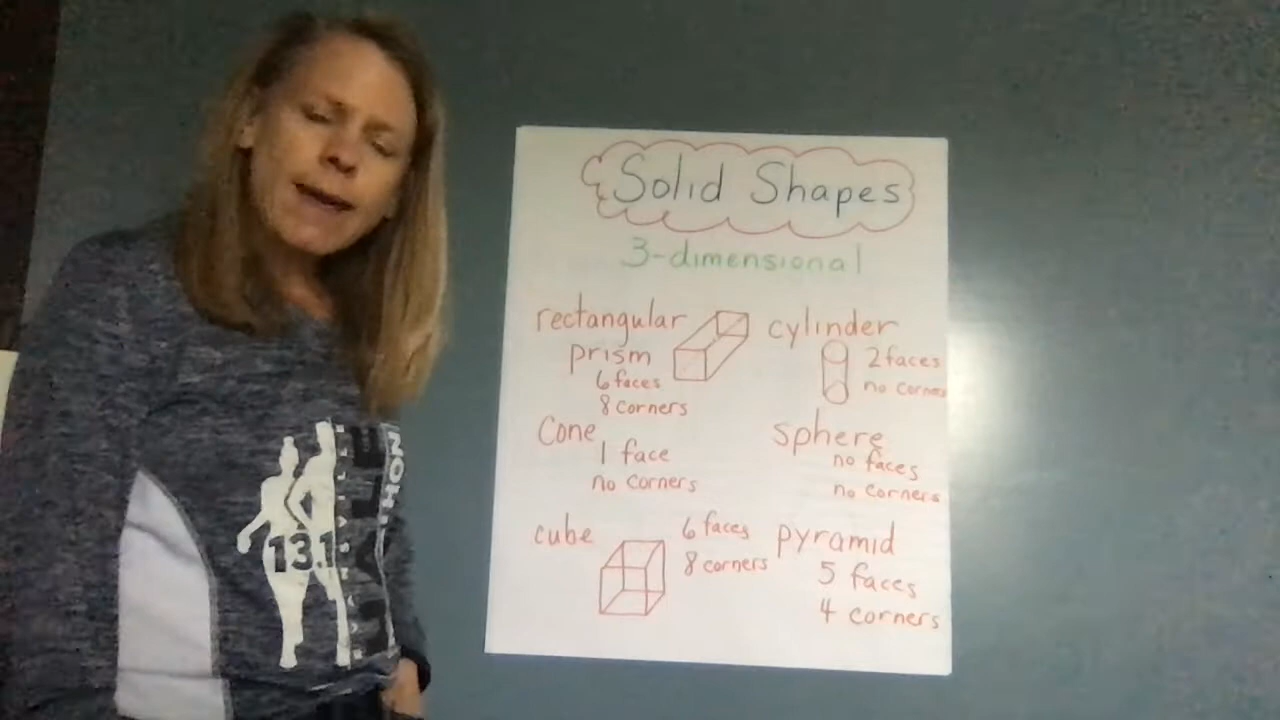 Solid Shapes
3-dimensional
rectangular
prism
6 faces
8 corners
cylinder
2 faces
no corners
Cone
1 face
no corners
sphere
no faces
no corners
cube
6 faces
8 corners
pyramid
5 faces
4 corners
13.1